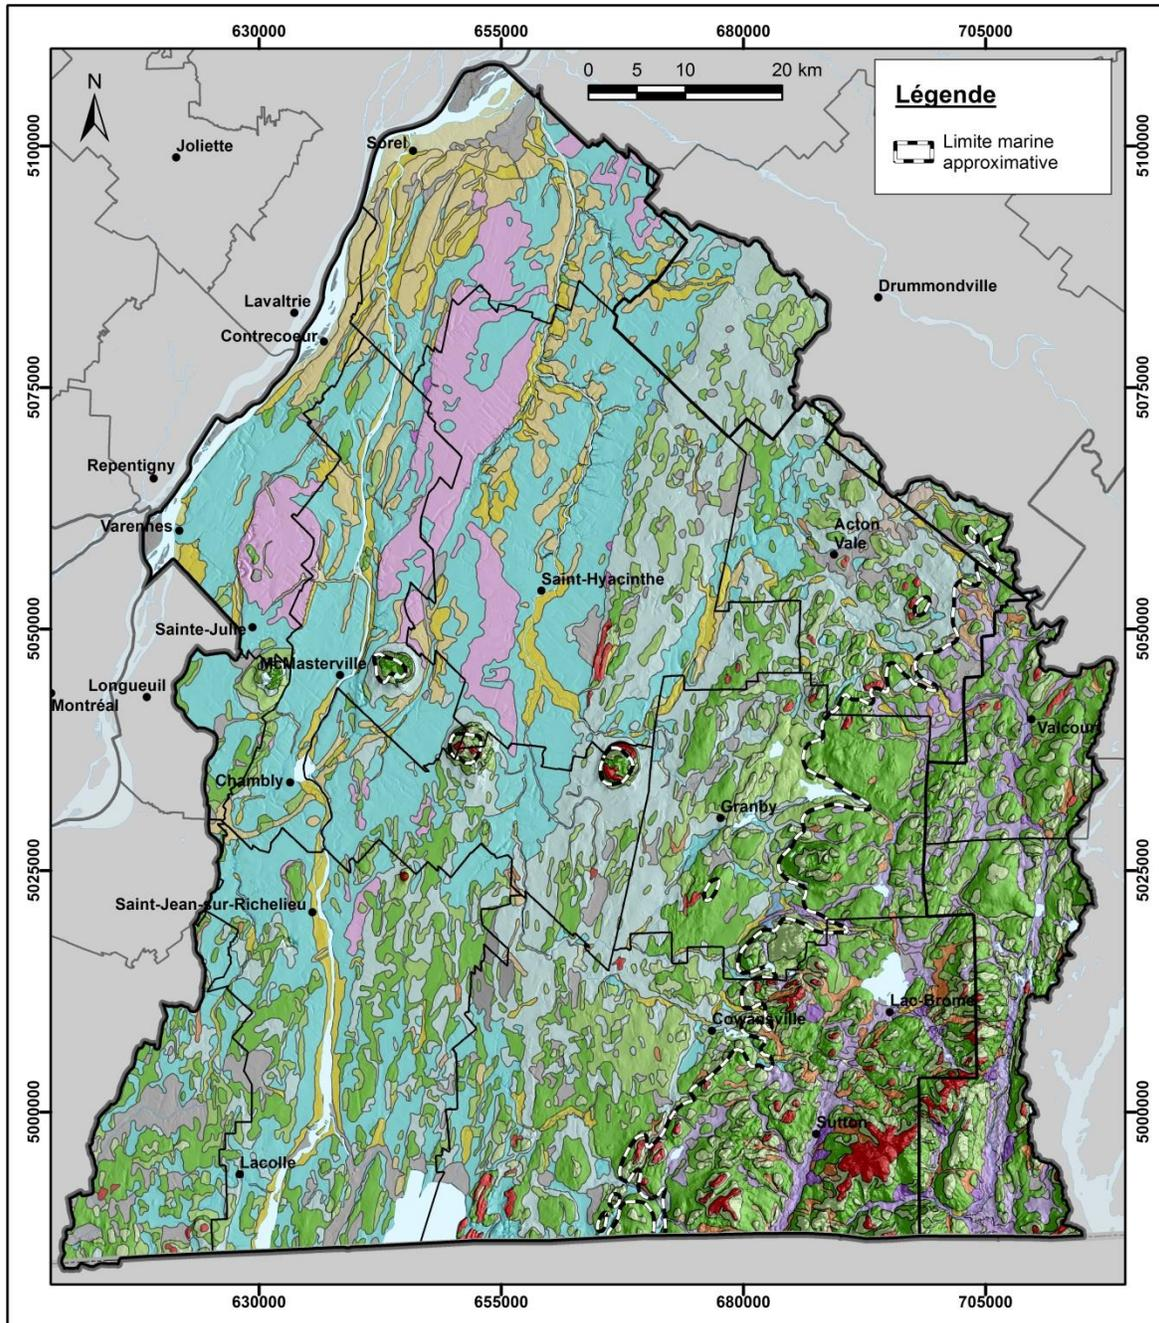 630000 655000 680000 705000
N
0 5 10 20 km
Légende
Limite marine
approximative
5100000
5100000
Joliette
Sorel
Lavaltrie
Contrecoeur
Drummondville
5075000
5075000
Repentigny
Varennes
Acton
Vale
Saint-Hyacinthe
5050000
5050000
Sainte-Julie
McMasterville
Longueuil
Montréal
Valcourt
Chambly
Granby
5025000
5025000
Saint-Jean-sur-Richelieu
Lac-Brome
Cowansville
5000000
5000000
Sutton
Lacolle
630000 655000 680000 705000